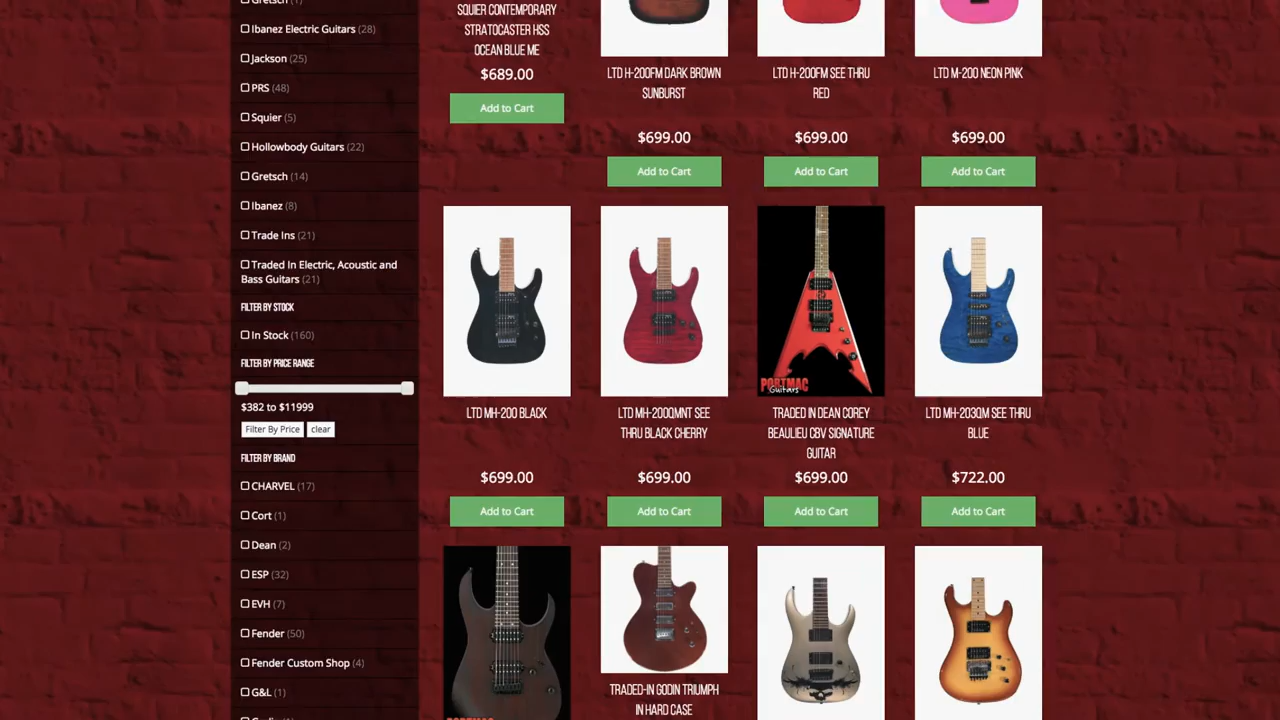 Gretsch (1)
Ibanez Electric Guitars (28)
Jackson (25)
PRS (48)
Squier (5)
Hollowbody Guitars (22)
Gretsch (14)
Ibanez (8)
Trade Ins (21)
Traded In Electric, Acoustic and
Bass Guitars (21)
FILTER BY STOCK
In Stock (160)
FILTER BY PRICE RANGE
$382 to $11999
Filter By Price
clear
FILTER BY BRAND
CHARVEL (17)
Cort (1)
Dean (2)
ESP (32)
EVH (7)
Fender (50)
Fender Custom Shop (4)
G&L (1)
SQUIER CONTEMPORARY
STRATOCASTER HSS
OCEAN BLUE ME
$689.00
Add to Cart
LTD H-200FM DARK BROWN
SUNBURST
$699.00
Add to Cart
LTD H-200FM SEE THRU
RED
$699.00
Add to Cart
LTD M-200 NEON PINK
$699.00
Add to Cart
LTD MH-200 BLACK
$699.00
Add to Cart
LTD MH-200QMNT SEE
THRU BLACK CHERRY
$699.00
Add to Cart
PORTMAC
Guitars
TRADED IN DEAN COREY
BEAULIEU CBV SIGNATURE
GUITAR
$699.00
Add to Cart
LTD MH-203QM SEE THRU
BLUE
$722.00
Add to Cart
TRADED-IN GODIN TRIUMPH
IN HARD CASE